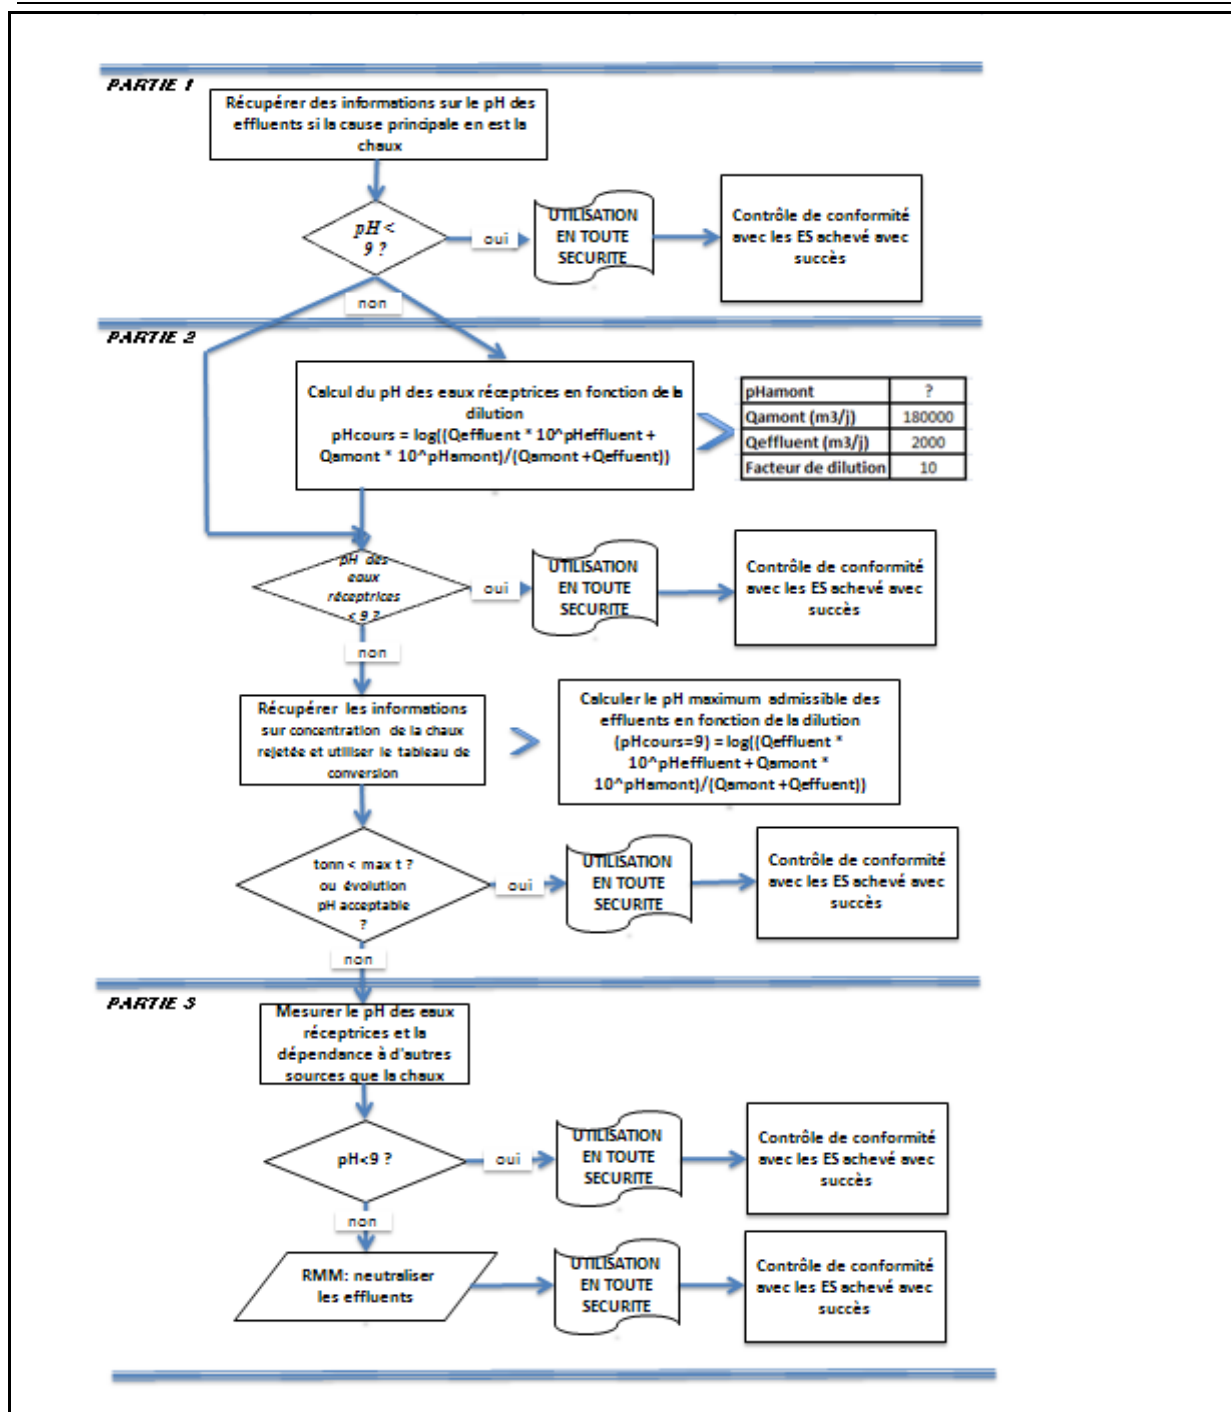 PARTIE 1
Récupérer des informations sur le pH des
effluents si la cause principale en est la
chaux
pH <
9 ?
oui
UTILISATION
EN TOUTE
SECURITE
Contrôle de conformité
avec les ES achevé avec
succès
non
PARTIE 2
Calcul du pH des eaux réceptrices en fonction de la
dilution
pHcours = log((Qeffluent * 10^pHeffluent +
Qamont * 10^pHamont)/(Qamont +Qeffuent))
pHamont ?
Qamont (m3/j) 180000
Qeffluent (m3/j) 2000
Facteur de dilution 10
pH des
eaux
réceptrices
< 9 ?
oui
UTILISATION
EN TOUTE
SECURITE
Contrôle de conformité
avec les ES achevé avec
succès
non
Récupérer les informations
sur concentration de la chaux
rejetée et utiliser le tableau de
conversion
Calculer le pH maximum admissible des
effluents en fonction de la dilution
(pHcours=9) = log((Qeffluent *
10^pHeffluent + Qamont *
10^pHamont)/(Qamont +Qeffuent))
tonn < max t ?
ou évolution
pH acceptable
?
oui
UTILISATION
EN TOUTE
SECURITE
Contrôle de conformité
avec les ES achevé avec
succès
non
PARTIE 3
Mesurer le pH des eaux
réceptrices et la
dépendance à d'autres
sources que la chaux
pH<9 ?
oui
UTILISATION
EN TOUTE
SECURITE
Contrôle de conformité
avec les ES achevé avec
succès
non
RMM: neutraliser
les effluents
UTILISATION
EN TOUTE
SECURITE
Contrôle de conformité
avec les ES achevé avec
succès